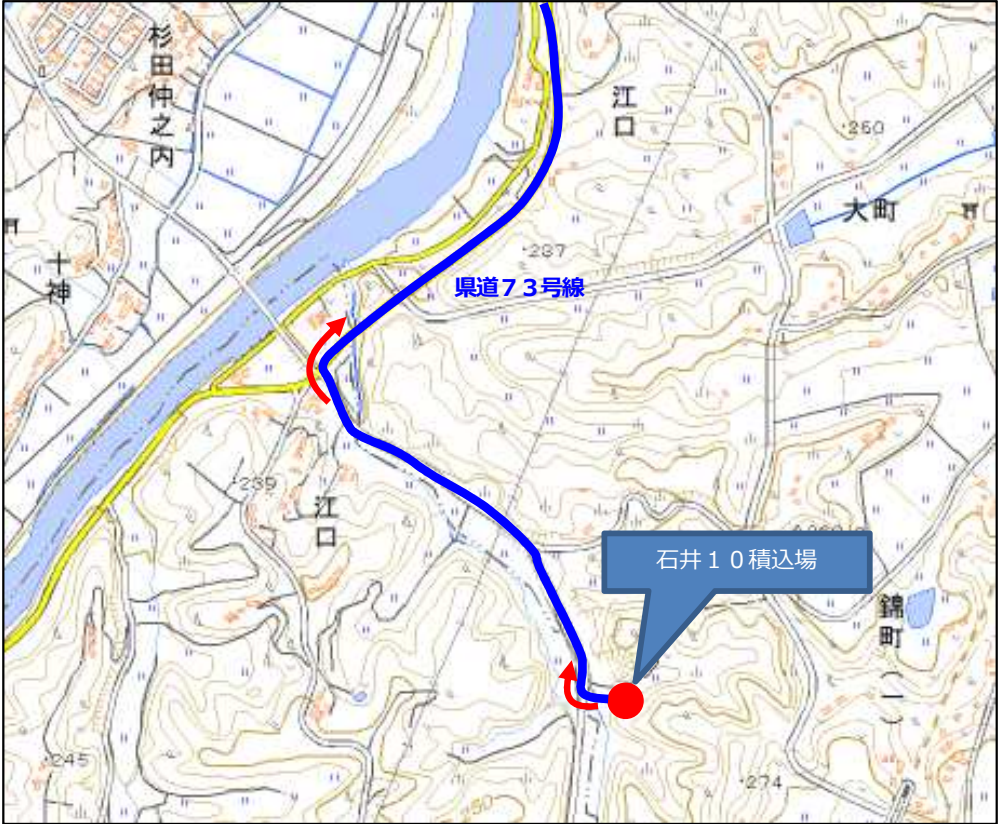 杉田仲之内
江口
・260
大町
十神
・237
県道73号線
・239
江口
石井10積込場
錦町(一)
・245
・274
250